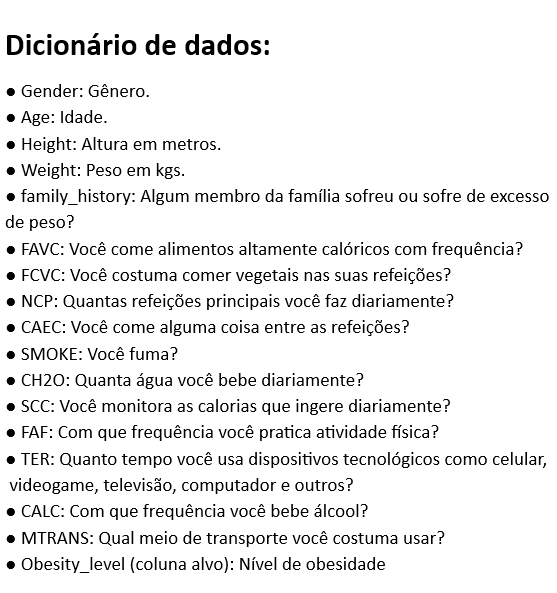 Dicionário de dados:
● Gender: Gênero.
● Age: Idade.
● Height: Altura em metros.
● Weight: Peso em kgs.
● family_history: Algum membro da família sofreu ou sofre de excesso
de peso?
● FAVC: Você come alimentos altamente calóricos com frequência?
● FCVC: Você costuma comer vegetais nas suas refeições?
● NCP: Quantas refeições principais você faz diariamente?
● CAEC: Você come alguma coisa entre as refeições?
● SMOKE: Você fuma?
● CH2O: Quanta água você bebe diariamente?
● SCC: Você monitora as calorias que ingere diariamente?
● FAF: Com que frequência você pratica atividade física?
● TER: Quanto tempo você usa dispositivos tecnológicos como celular,
videogame, televisão, computador e outros?
● CALC: Com que frequência você bebe álcool?
● MTRANS: Qual meio de transporte você costuma usar?
● Obesity_level (coluna alvo): Nível de obesidade